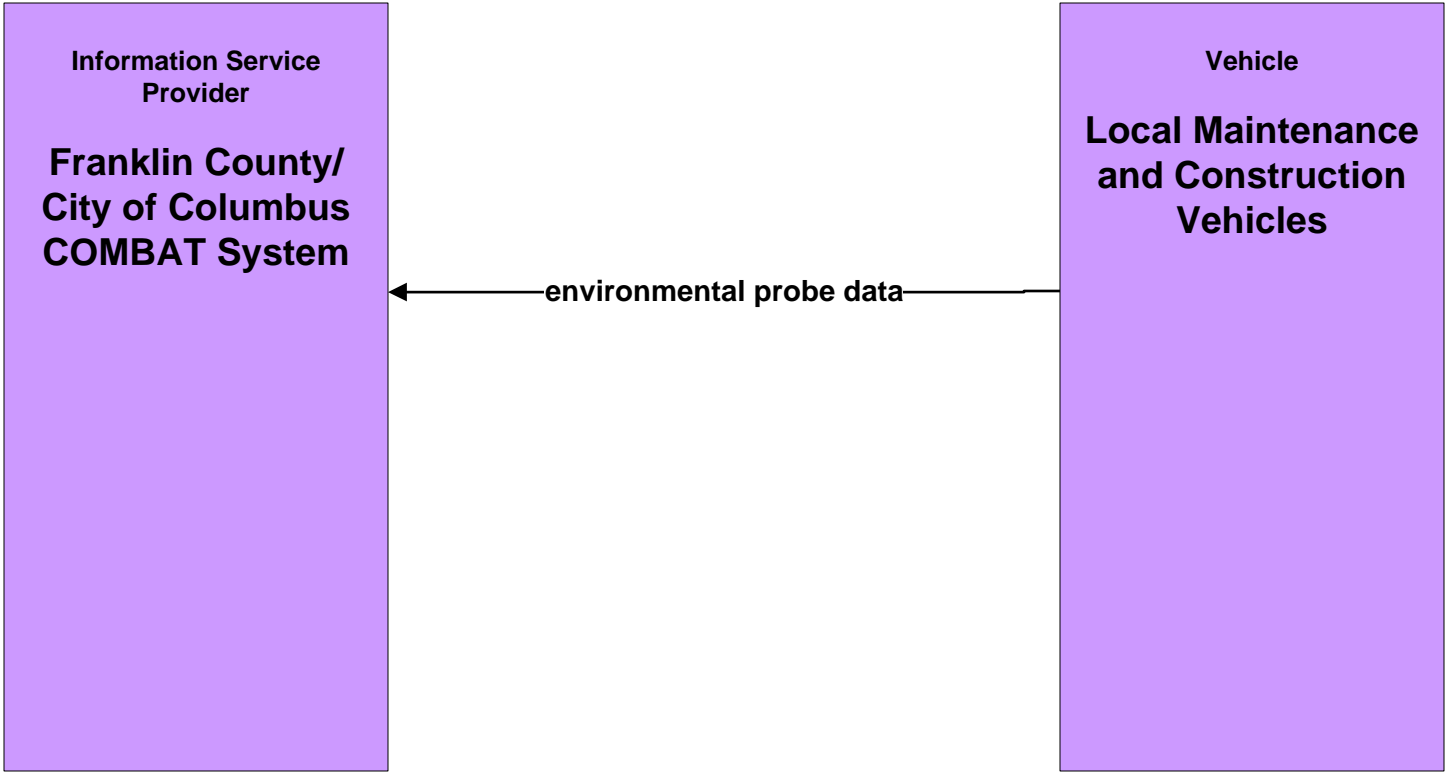 Information Service
Provider
Franklin County/
City of Columbus
COMBAT System
environmental probe data
Vehicle
Local Maintenance
and Construction
Vehicles